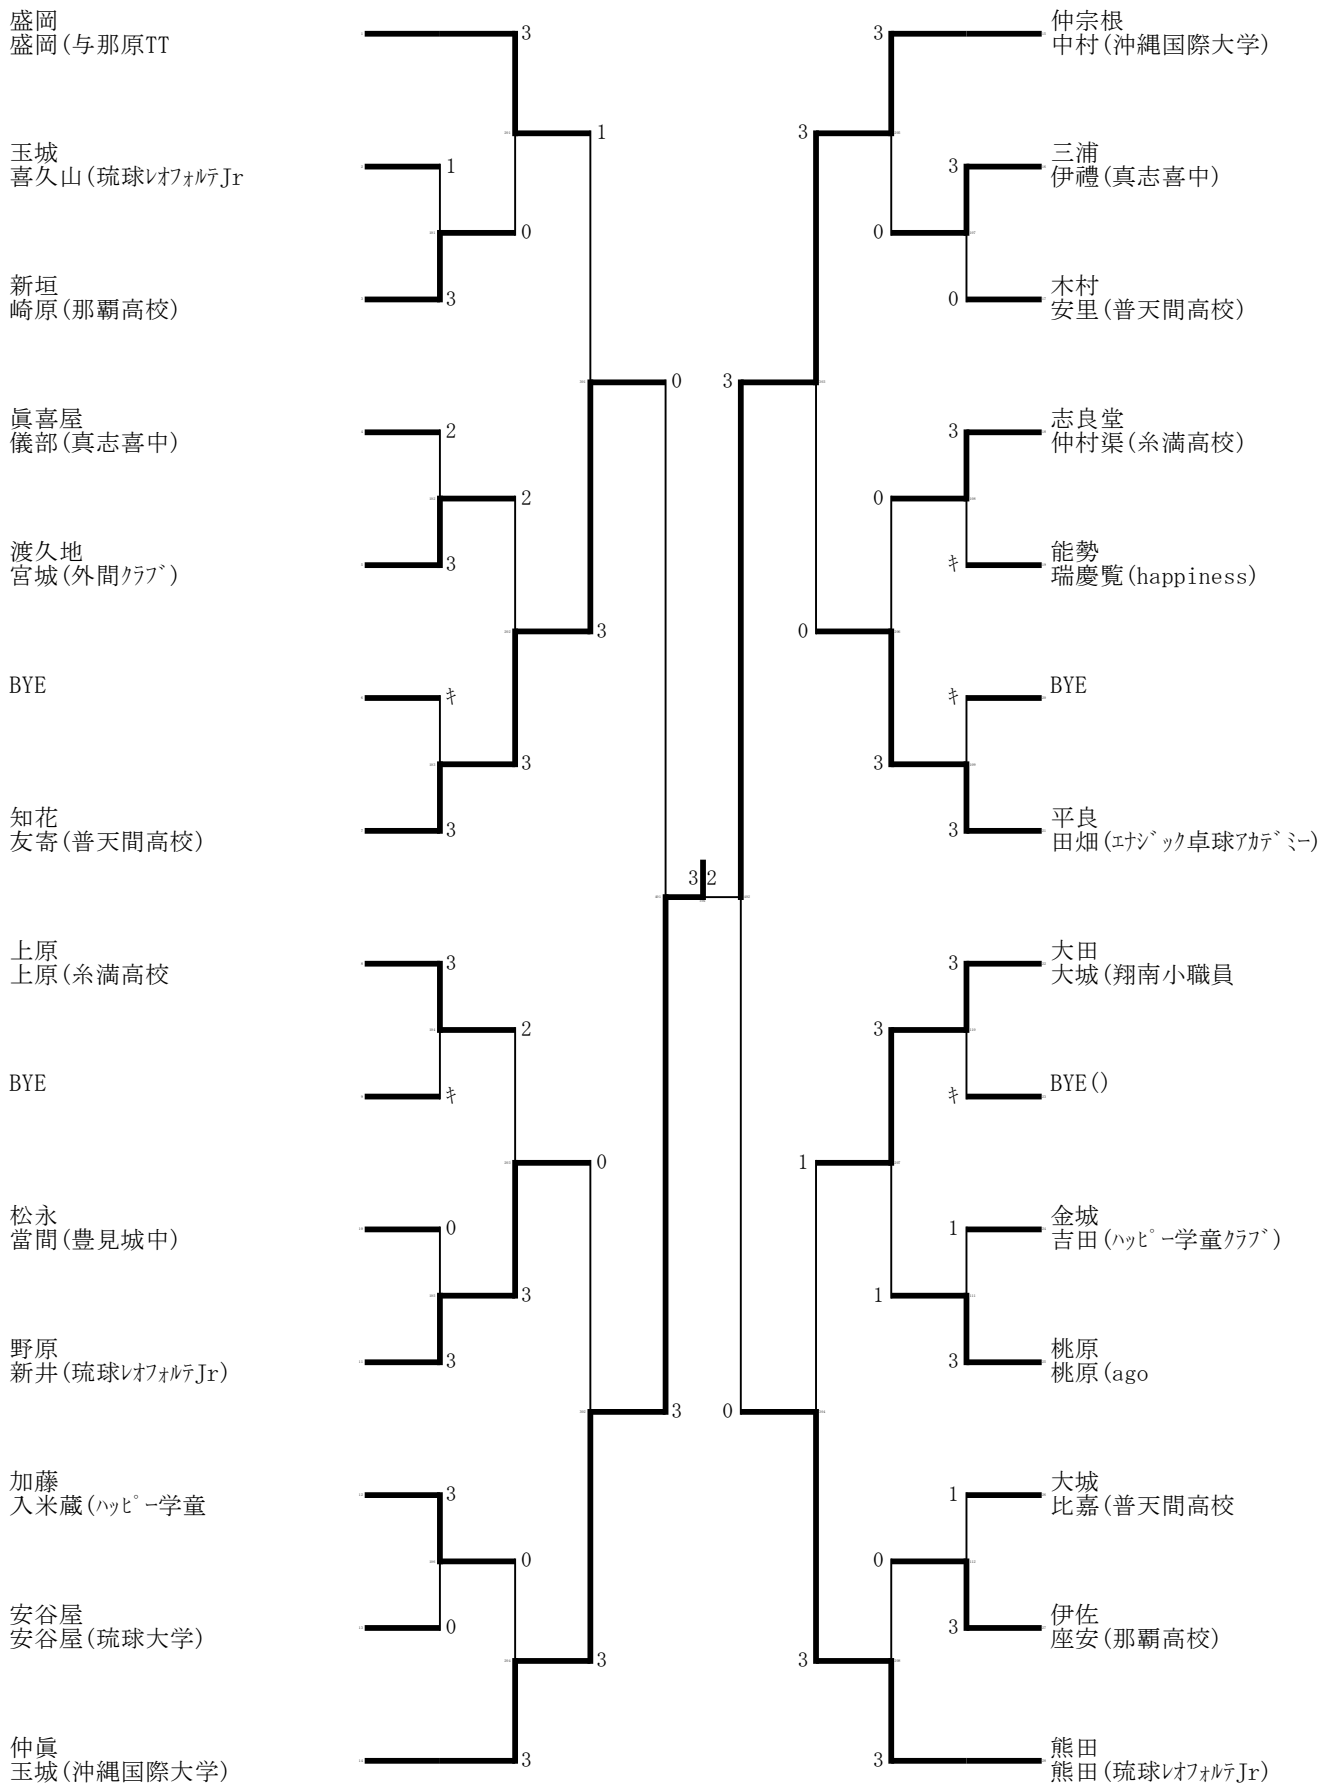 盛岡
盛岡(与那原TT
3
1
玉城
喜久山(琉球ﾚｵﾌｫﾙﾃJr
1
0
新垣
崎原(那覇高校)
3
0
眞喜屋
儀部(真志喜中)
2
2
渡久地
宮城(外間ｸﾗﾌﾞ)
3
3
BYE
ｷ
3
知花
友寄(普天間高校)
3
3
上原
上原(糸満高校
3
2
BYE
ｷ
0
松永
當間(豊見城中)
0
3
野原
新井(琉球ﾚｵﾌｫﾙﾃJr)
3
3
加藤
入米蔵(ﾊｯﾋﾟｰ学童
3
0
安谷屋
安谷屋(琉球大学)
0
3
仲眞
玉城(沖縄国際大学)
3
2
仲宗根
中村(沖縄国際大学)
3
3
三浦
伊禮(真志喜中)
3
0
木村
安里(普天間高校)
0
3
志良堂
仲村渠(糸満高校)
3
0
能勢
瑞慶覧(happiness)
ｷ
0
BYE
ｷ
3
平良
田畑(ｴﾅｼﾞｯｸ卓球ｱｶﾃﾞﾐｰ)
3
大田
大城(翔南小職員
3
3
BYE()
ｷ
1
金城
吉田(ﾊｯﾋﾟｰ学童ｸﾗﾌﾞ)
1
1
桃原
桃原(ago
3
0
大城
比嘉(普天間高校
1
0
伊佐
座安(那覇高校)
3
3
熊田
熊田(琉球ﾚｵﾌｫﾙﾃJr)
3